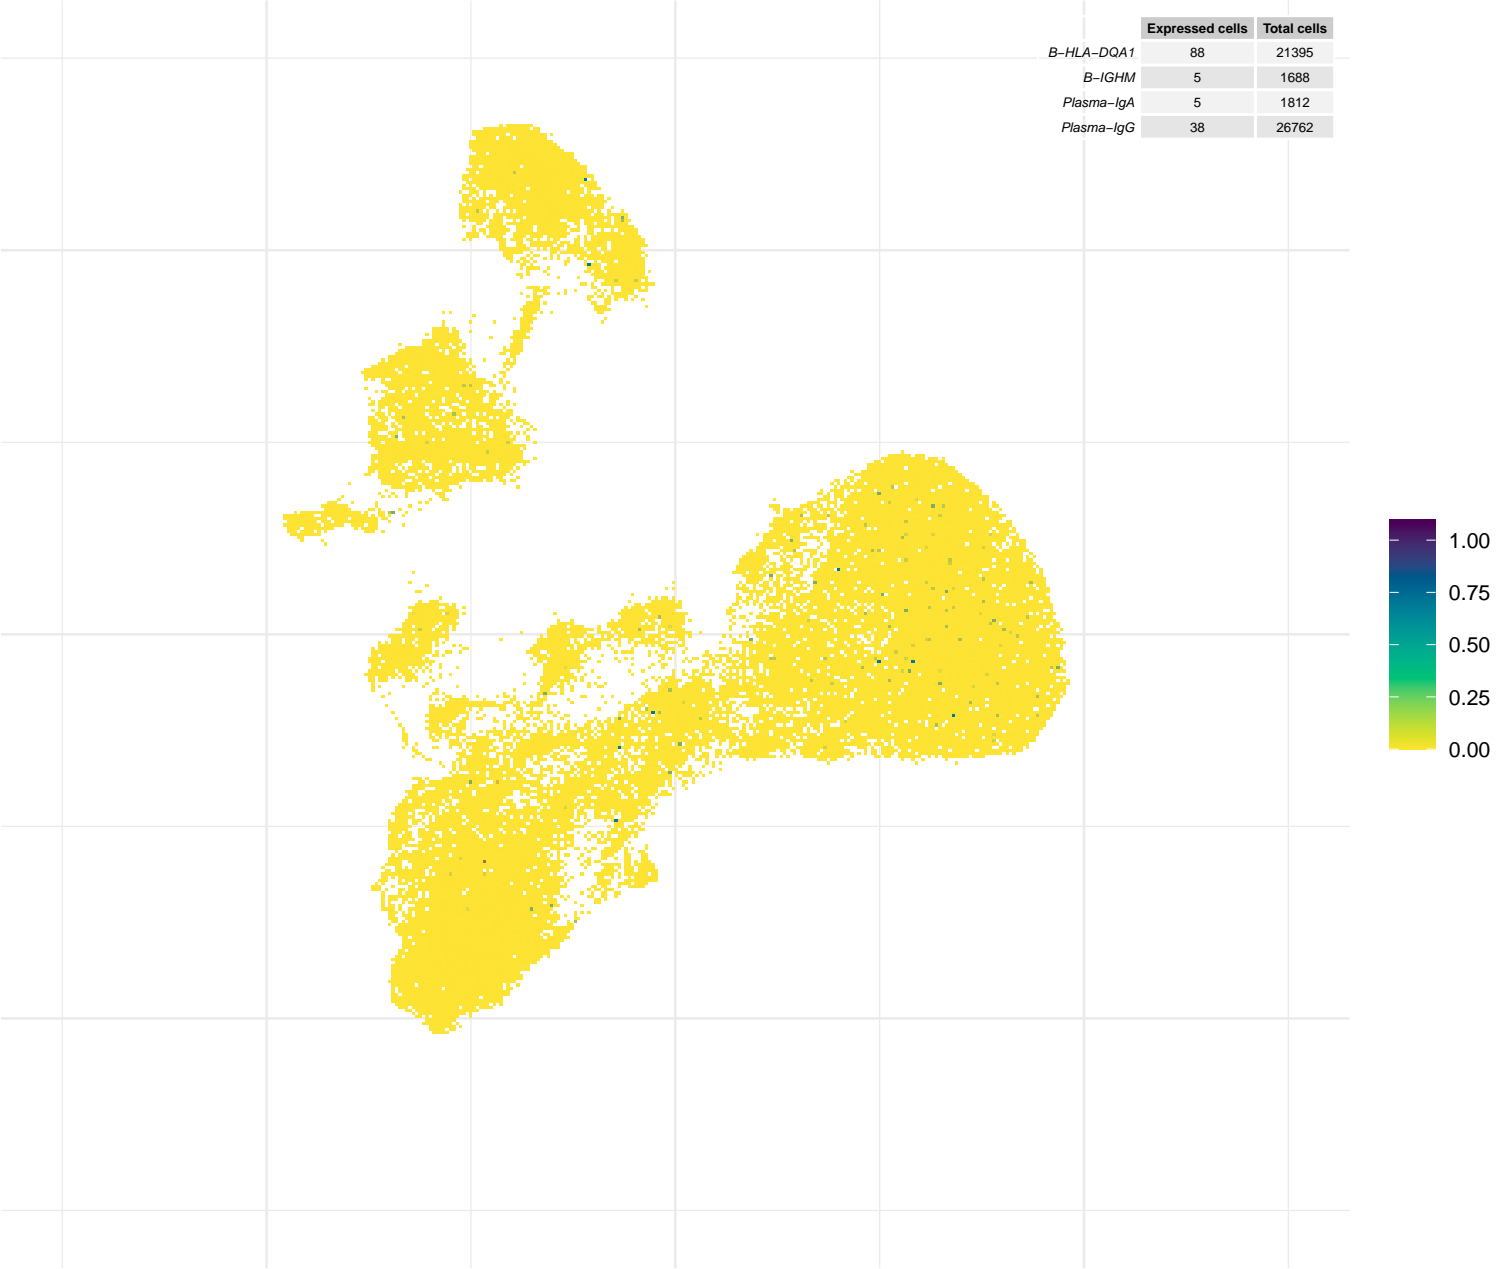 Expressed cells Total cells
B−HLA−DQA1 88 21395
B−IGHM 5 1688
Plasma−IgA 5 1812
Plasma−IgG 38 26762
1.00
0.75
0.50
0.25
0.00